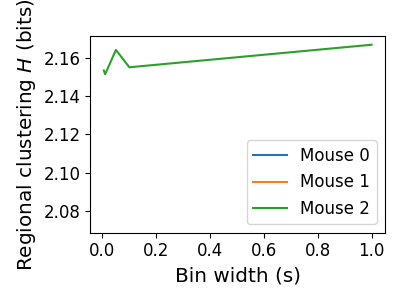 Regional clustering H (bits)
2.16
2.14
2.12
2.10
2.08
Mouse 0
Mouse 1
Mouse 2
0.0 0.2 0.4 0.6 0.8 1.0
Bin width (s)